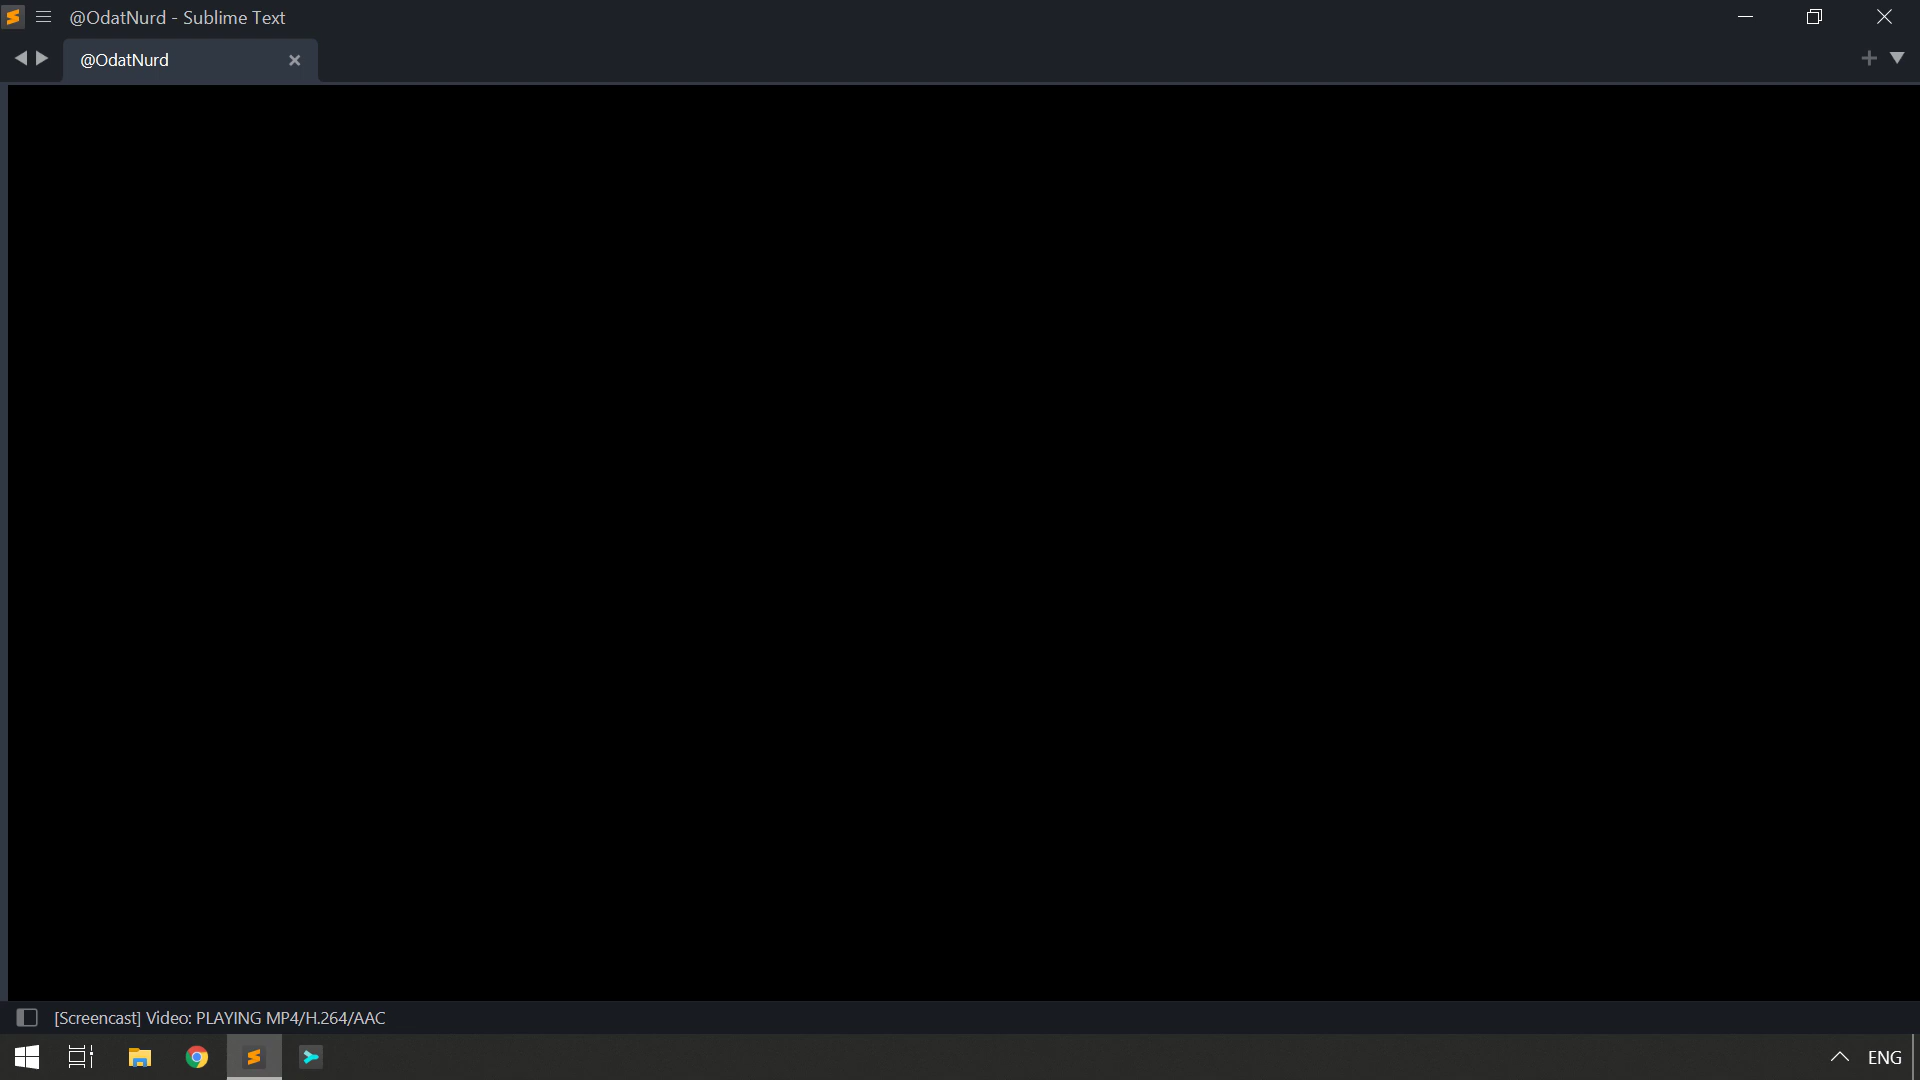 @OdatNurd - Sublime Text
@OdatNurd
[Screencast] Video: PLAYING MP4/H.264/AAC
ENG